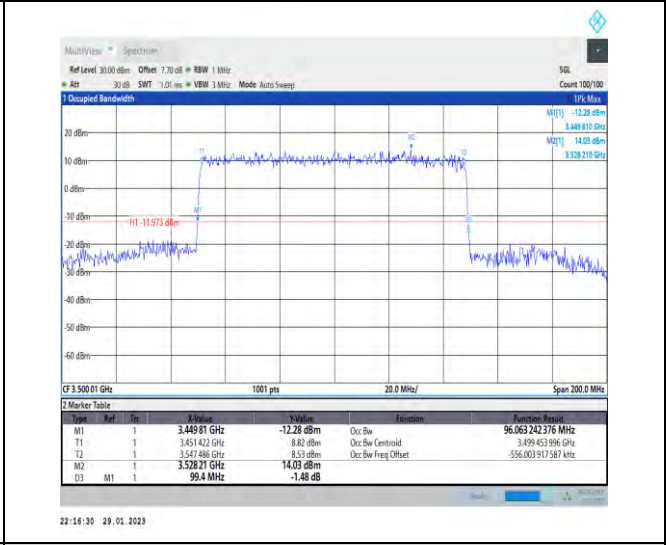 MultiView Spectrum
Ref Level 30.00 dBm Offset 7.70 dB RBW 1 MHz SGL
Att 30 dB SWT 1.01 ms VBW 3 MHz Mode Auto Sweep Count 100/100
1 Occupied Bandwidth 1Pk Max
M1[1] -12.28 dBm
3.449 810 GHz
M2[1] 14.03 dBm
3.528 210 GHz
20 dBm
10 dBm
0 dBm
-10 dBm
-20 dBm
-30 dBm
-40 dBm
-50 dBm
-60 dBm
T1
M2
T2
M1
H1 -11.973 dBm
CF 3.500 01 GHz 1001 pts 20.0 MHz/ Span 200.0 MHz
2 Marker Table
Type Ref Trc X-Value Y-Value Function Function Result
M1 1 3.449 81 GHz -12.28 dBm Occ Bw 96.063 242 376 MHz
T1 1 3.451 422 GHz 8.82 dBm Occ Bw Centroid 3.499 453 996 GHz
T2 1 3.547 486 GHz 8.53 dBm Occ Bw Freq Offset -556.003 917 587 kHz
M2 1 3.528 21 GHz 14.03 dBm
D3 M1 1 99.4 MHz -1.48 dB
22:16:30 29.01.2023